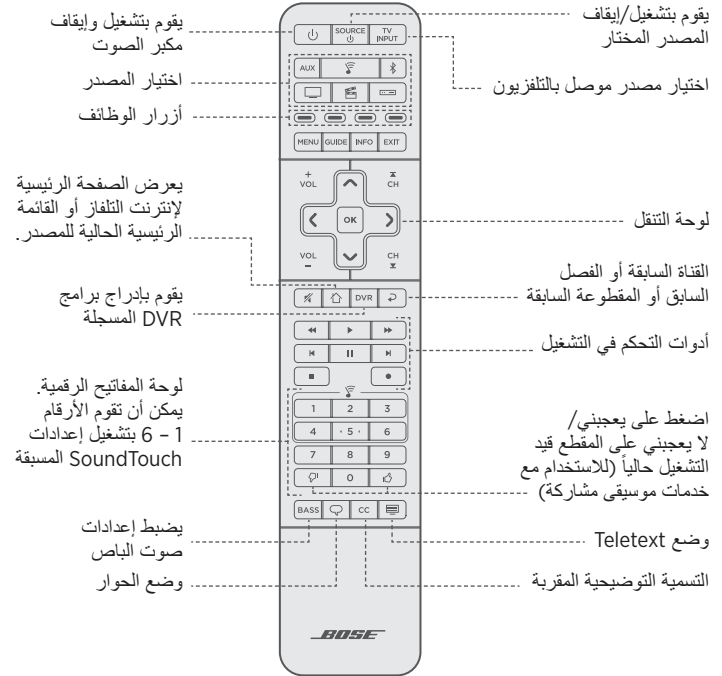 يقوم بتشغيل/إيقاف
المصدر المختار
اختيار مصدر موصل بالتلفزيون
لوحة التنقل
القناة السابقة أو الفصل
السابق أو المقطوعة السابقة
أدوات التحكم في التشغيل
اضغط على يعجبني/
لا يعجبني على المقطع قيد
التشغيل حالياً (للاستخدام مع
خدمات موسيقى مشاركة)
وضع Teletext
التسمية التوضيحية المقربة
يقوم بتشغيل وإيقاف
مكبر الصوت
اختيار المصدر
أزرار الوظائف
يعرض الصفحة الرئيسية
لإنترنت التلفاز أو القائمة
الرئيسية الحالية للمصدر.
يقوم بإدراج برامج
DVR المسجلة
لوحة المفاتيح الرقمية.
يمكن أن تقوم الأرقام
1 – 6 بتشغيل إعدادات
SoundTouch المسبقة
يضبط إعدادات
صوت الباص
وضع الحوار
SOURCE
TV
INPUT
AUX
MENU GUIDE INFO EXIT
+
VOL
CH
OK
VOL
–
CH
DVR
1 2 3
4 5 6
7 8 9
0
BASS CC
BOSE